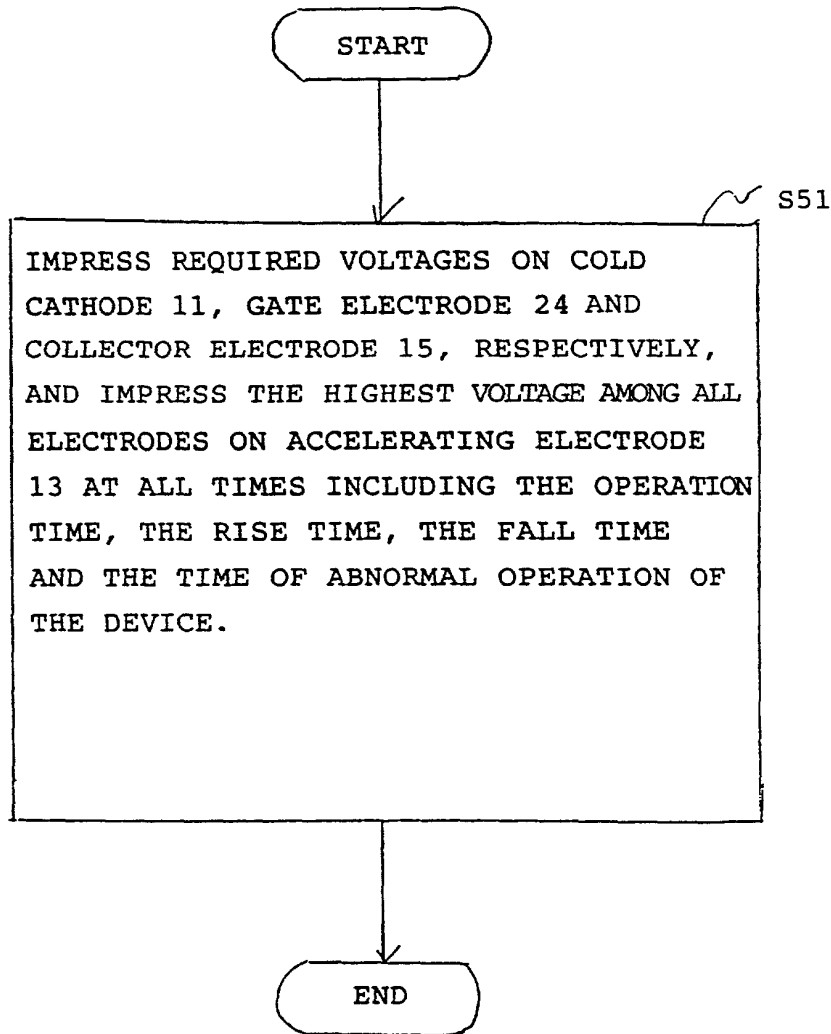 START
S51
IMPRESS REQUIRED VOLTAGES ON COLD
CATHODE 11, GATE ELECTRODE 24 AND
COLLECTOR ELECTRODE 15, RESPECTIVELY,
AND IMPRESS THE HIGHEST VOLTAGE AMONG ALL
ELECTRODES ON ACCELERATING ELECTRODE
13 AT ALL TIMES INCLUDING THE OPERATION
TIME, THE RISE TIME, THE FALL TIME
AND THE TIME OF ABNORMAL OPERATION OF
THE DEVICE.
END